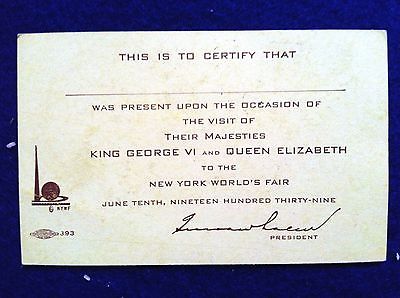 THIS IS TO CERTIFY THAT
WAS PRESENT UPON THE OCCASION OF
THE VISIT OF
THEIR MAJESTIES
KING GEORGE VI AND QUEEN ELIZABETH
TO THE
NEW YORK WORLD'S FAIR
JUNE TENTH, NINETEEN HUNDRED THIRTY-NINE
PRESIDENT
© NYWF
393